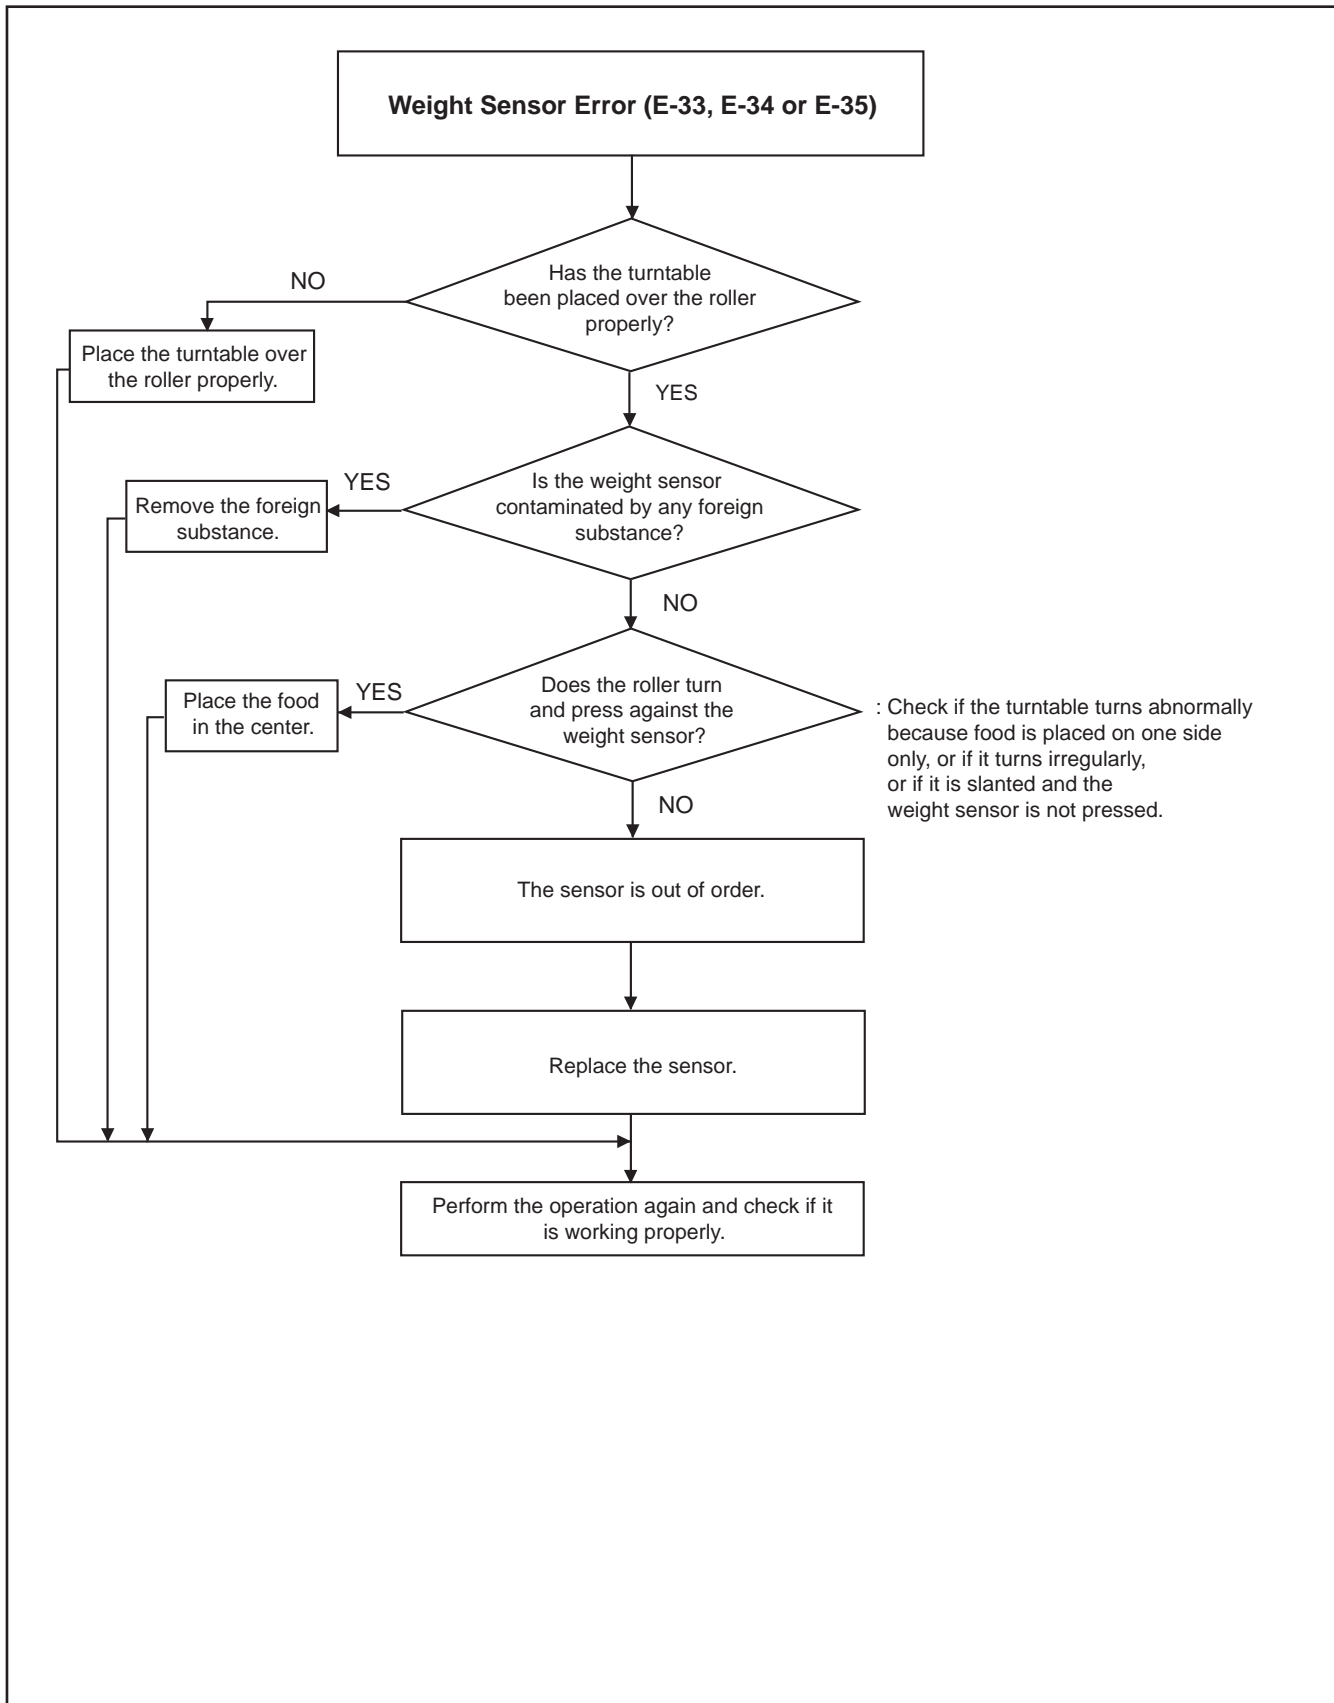 Weight Sensor Error (E-33, E-34 or E-35)
Has the turntable
been placed over the roller
properly?
NO
Place the turntable over
the roller properly.
YES
Is the weight sensor
contaminated by any foreign
substance?
YES
Remove the foreign
substance.
NO
Does the roller turn
and press against the
weight sensor?
YES
Place the food
in the center.
: Check if the turntable turns abnormally
because food is placed on one side
only, or if it turns irregularly,
or if it is slanted and the
weight sensor is not pressed.
NO
The sensor is out of order.
Replace the sensor.
Perform the operation again and check if it
is working properly.